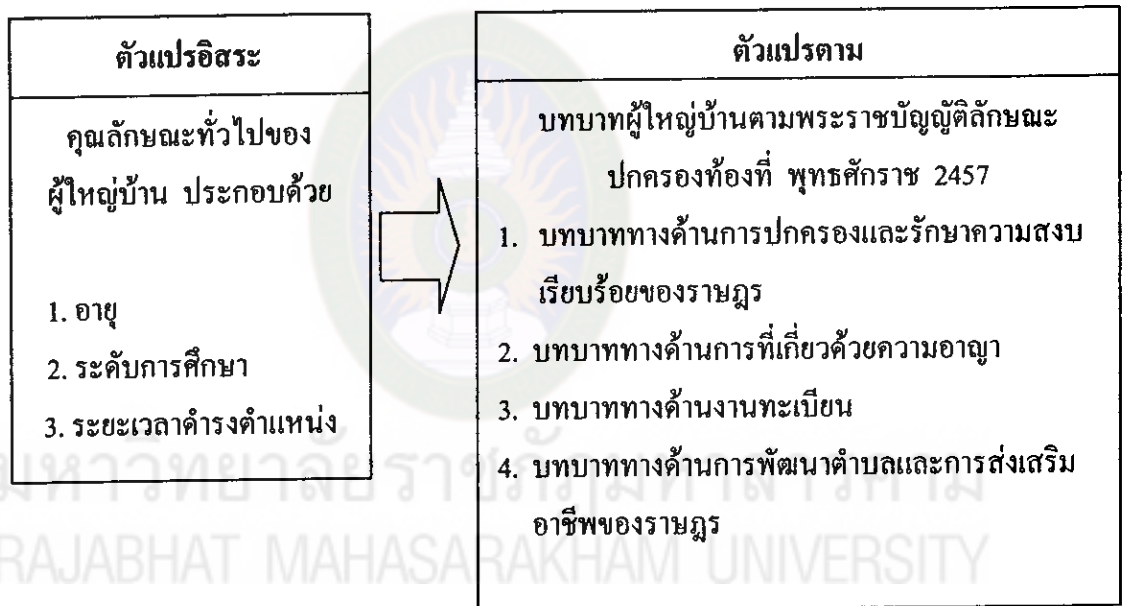 ตัวแปรอิสระ
คุณลักษณะทั่วไปของ
ผู้ใหญ่บ้าน ประกอบด้วย
1. อายุ
2. ระดับการศึกษา
3. ระยะเวลาดำรงตำแหน่ง
ตัวแปรตาม
บทบาทผู้ใหญ่บ้านตามพระราชบัญญัติลักษณะ
ปกครองท้องที่ พุทธศักราช 2457
1. บทบาททางด้านการปกครองและรักษาความสงบ
เรียบร้อยของราษฎร
2. บทบาททางด้านการที่เกี่ยวด้วยความอาญา
3. บทบาททางด้านงานทะเบียน
4. บทบาททางด้านการพัฒนาตำบลและการส่งเสริม
อาชีพของราษฎร
มหาวิทยาลัยราชภัฏมหาสารคาม
RAJABHAT MAHASARAKHAM UNIVERSITY